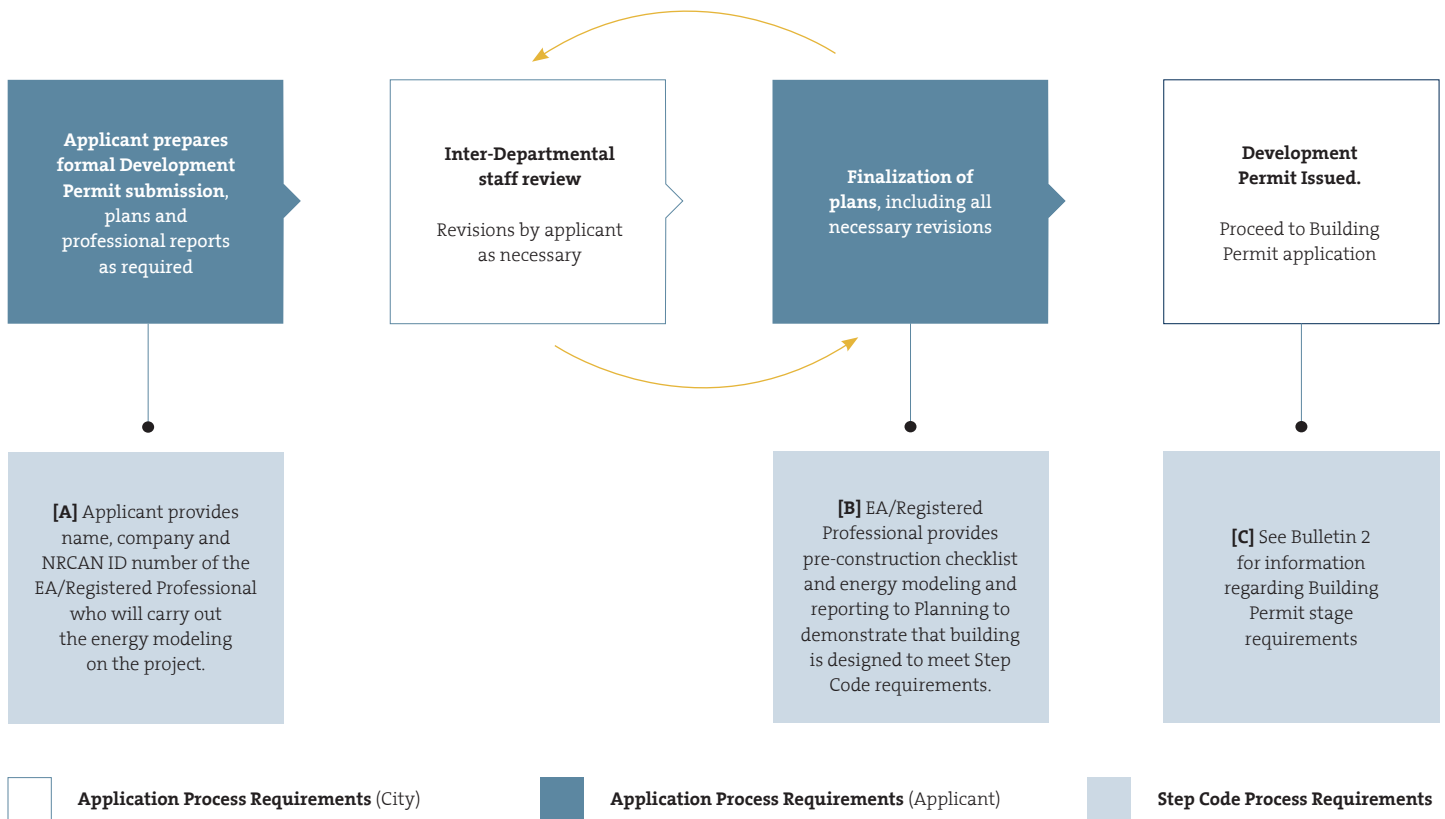 Applicant prepares
formal Development
Permit submission,
plans and
professional reports
as required
Inter-Departmental
staff review
Revisions by applicant
as necessary
Finalization of
plans, including all
necessary revisions
Development
Permit Issued.
Proceed to Building
Permit application
[A] Applicant provides
name, company and
NRCAN ID number of the
EA/Registered Professional
who will carry out
the energy modeling
on the project.
[B] EA/Registered
Professional provides
pre-construction checklist
and energy modeling and
reporting to Planning to
demonstrate that building
is designed to meet Step
Code requirements.
[C] See Bulletin 2
for information
regarding Building
Permit stage
requirements
Application Process Requirements (City)
Application Process Requirements (Applicant)
Step Code Process Requirements